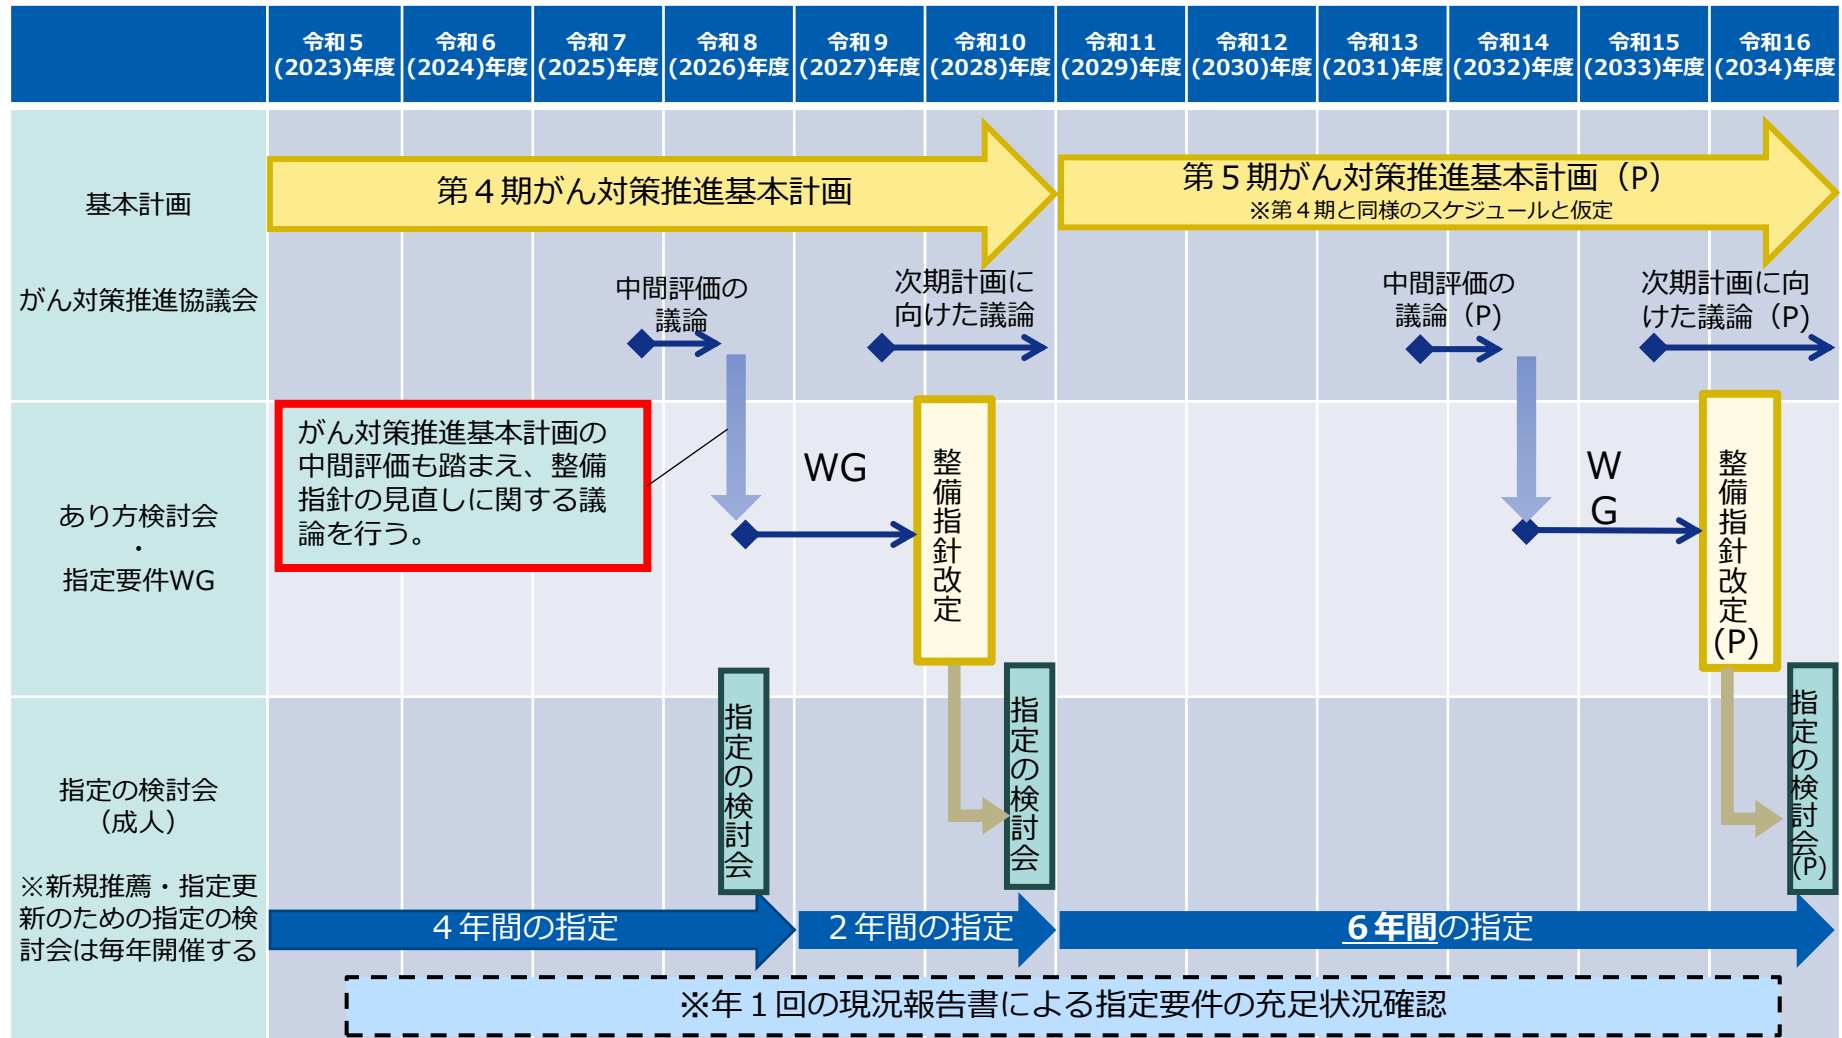 令和５
(2023)年度
令和６
(2024)年度
令和７
(2025)年度
令和８
(2026)年度
令和９
(2027)年度
令和10
(2028)年度
令和11
(2029)年度
令和12
(2030)年度
令和13
(2031)年度
令和14
(2032)年度
令和15
(2033)年度
令和16
(2034)年度
基本計画
がん対策推進協議会
第４期がん対策推進基本計画
第５期がん対策推進基本計画（P）
※第４期と同様のスケジュールと仮定
中間評価の
議論
次期計画に
向けた議論
中間評価の
議論（P)
次期計画に向
けた議論（P)
あり方検討会
・
指定要件WG
がん対策推進基本計画の
中間評価も踏まえ、整備
指針の見直しに関する議
論を行う。
WG
整備指針改定
W
G
整備指針改定
(P)
指定の検討会
（成人）
※新規推薦・指定更
新のための指定の検
討会は毎年開催する
指定の検討会
指定の検討会
指定の検討会
(P)
４年間の指定
２年間の指定
６年間の指定
※年１回の現況報告書による指定要件の充足状況確認